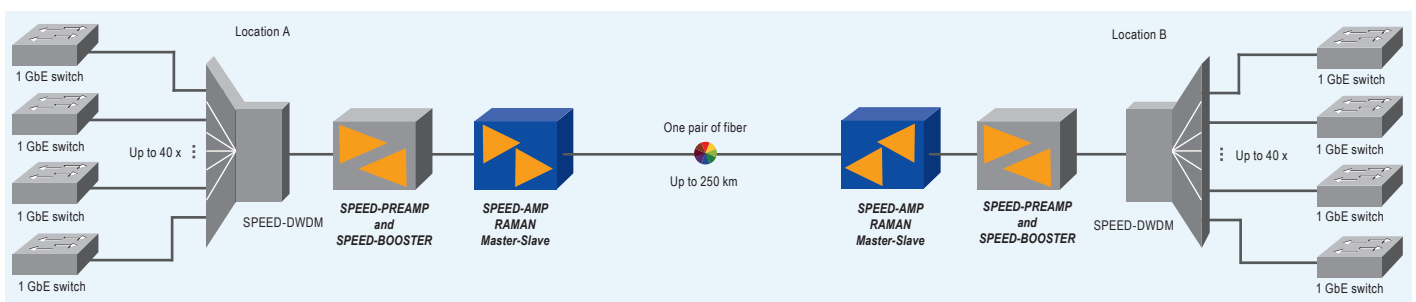 Location A
1 GbE switch
1 GbE switch
Up to 40 x
1 GbE switch
1 GbE switch
SPEED-DWDM
SPEED-PREAMP
and
SPEED-BOOSTER
SPEED-AMP
RAMAN
Master-Slave
One pair of fiber
Up to 250 km
SPEED-AMP
RAMAN
Master-Slave
SPEED-PREAMP
and
SPEED-BOOSTER
SPEED-DWDM
Location B
1 GbE switch
1 GbE switch
Up to 40 x
1 GbE switch
1 GbE switch